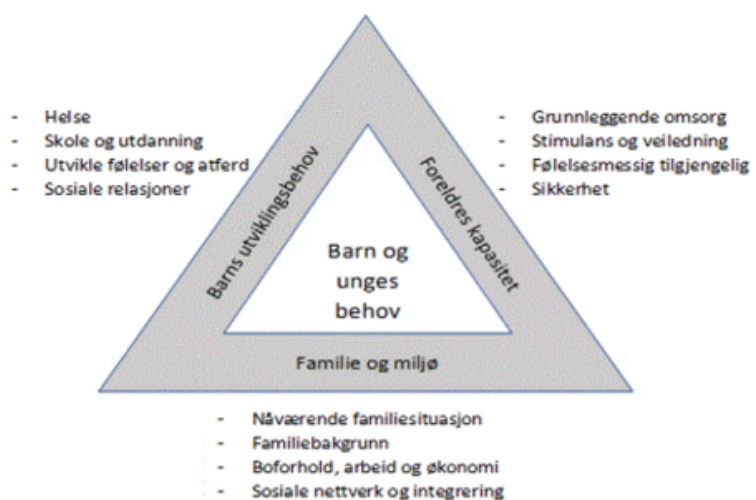 - Helse
- Skole og utdanning
- Utvikle følelser og atferd
- Sosiale relasjoner
- Grunnleggende omsorg
- Stimulans og veiledning
- Følelsesmessig tilgjengelig
- Sikkerhet
Barns utviklingsbehov
Foreldres kapasitet
Barn og
unges
behov
Familie og miljø
- Nåværende familiesituasjon
- Familiebakgrunn
- Boforhold, arbeid og økonomi
- Sosiale nettverk og integrering